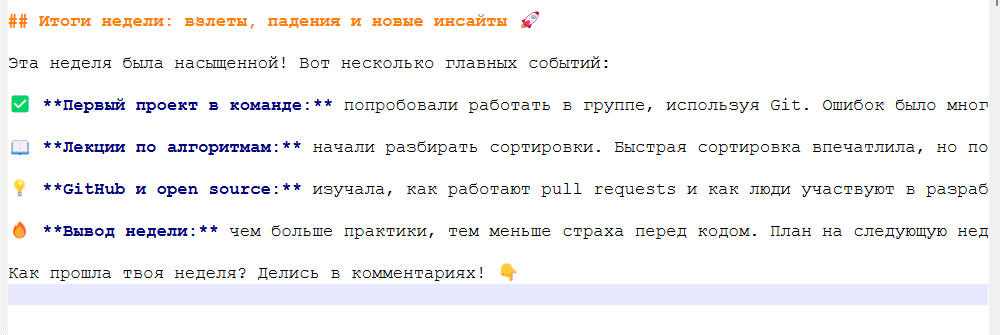 ## Итоги недели: взлеты, падения и новые инсайты 🚀
Эта неделя была насыщенной! Вот несколько главных событий:
✅ **Первый проект в команде:** попробовали работать в группе, используя Git. Ошибок было мног
📖 **Лекции по алгоритмам:** начали разбирать сортировки. Быстрая сортировка впечатлила, но по
💡 **GitHub и open source:** изучала, как работают pull requests и как люди участвуют в разраб
🔥 **Вывод недели:** чем больше практики, тем меньше страха перед кодом. План на следующую нед
Как прошла твоя неделя? Делись в комментариях! 👇